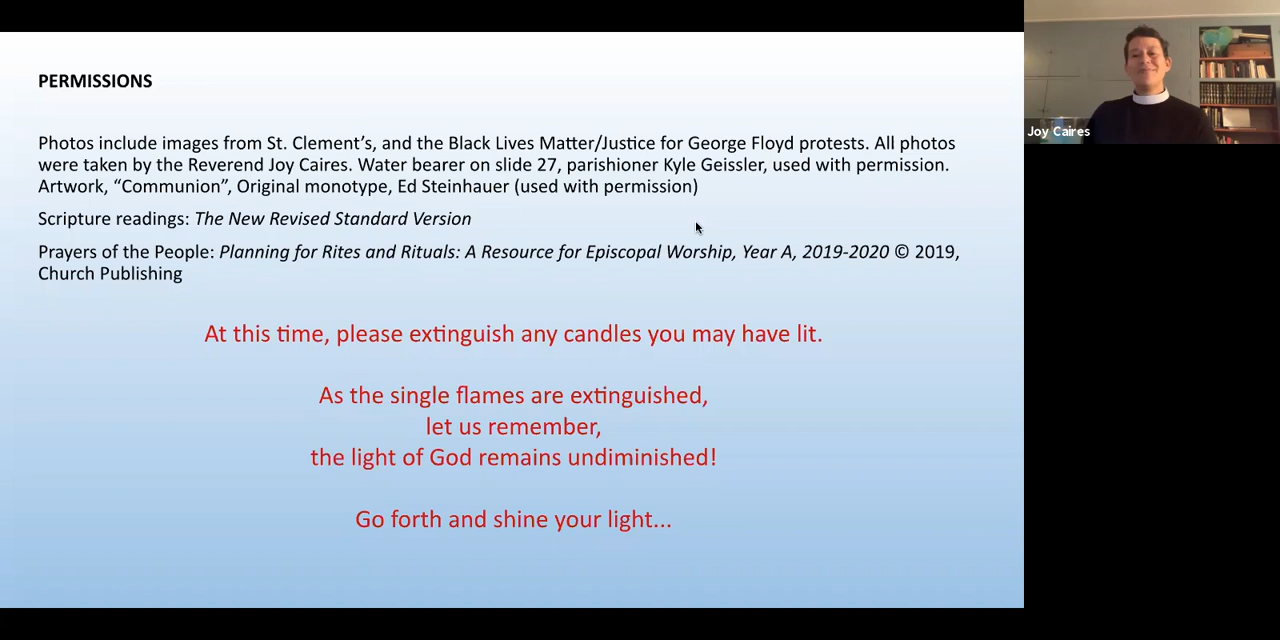 PERMISSIONS
Photos include images from St. Clement’s, and the Black Lives Matter/Justice for George Floyd protests. All photos
were taken by the Reverend Joy Caires. Water bearer on slide 27, parishioner Kyle Geissler, used with permission.
Artwork, “Communion”, Original monotype, Ed Steinhauer (used with permission)
Scripture readings: The New Revised Standard Version
Prayers of the People: Planning for Rites and Rituals: A Resource for Episcopal Worship, Year A, 2019-2020 © 2019,
Church Publishing
At this time, please extinguish any candles you may have lit.
As the single flames are extinguished,
let us remember,
the light of God remains undiminished!
Go forth and shine your light...
Joy Caires